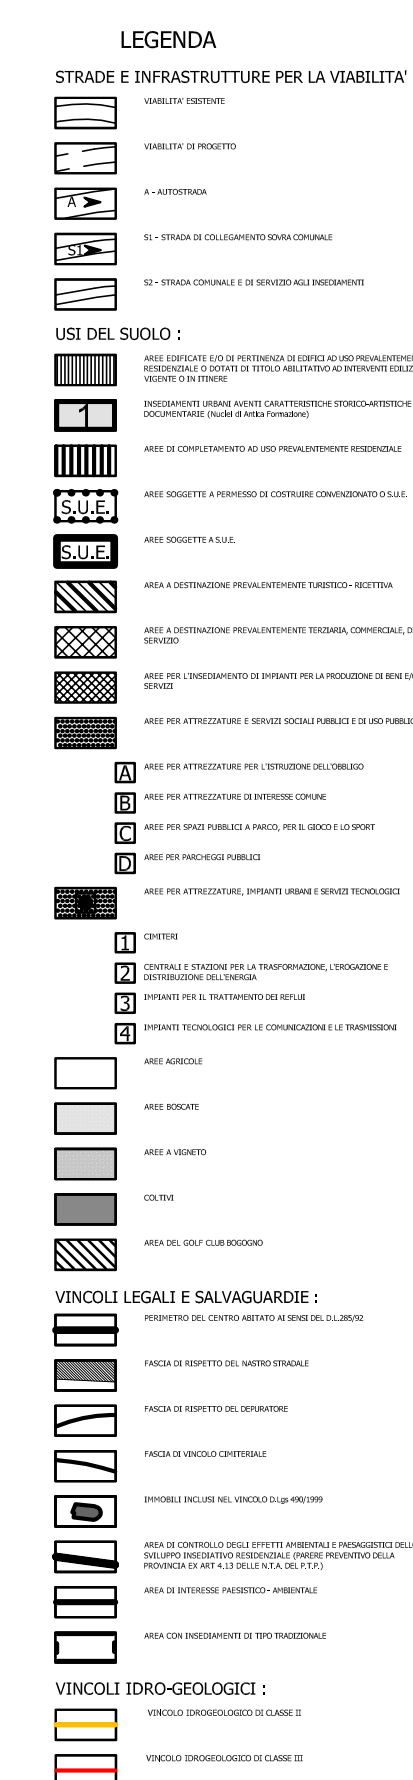 LEGENDA
STRADE E INFRASTRUTTURE PER LA VIABILITA'
VIABILITA' ESISTENTE
VIABILITA' DI PROGETTO
A
A - AUTOSTRADA
S1
S1 - STRADA DI COLLEGAMENTO SOVRA COMUNALE
S2 - STRADA COMUNALE E DI SERVIZIO AGLI INSEDIAMENTI
USI DEL SUOLO :
AREE EDIFICATE E/O DI PERTINENZA DI EDIFICI AD USO
RESIDENZIALE O DOTATI DI TITOLO ABILITATIVO AD INTERVENTI
VIGENTE O IN ITINERE
1
INSEDIAMENTI URBANI AVENTI CARATTERISTICHE STORICO-ARTISTICHE
DOCUMENTARIE (Nuclei di Antica Formazione)
AREE DI COMPLETAMENTO AD USO PREVALENTEMENTE RESIDENZIALE
S.U.E.
AREE SOGGETTE A PERMESSO DI COSTRUIRE CONVENZIONATO O S.U.E.
S.U.E.
AREE SOGGETTE A S.U.E.
AREA A DESTINAZIONE PREVALENTEMENTE TURISTICO - RICETTIVA
AREE A DESTINAZIONE PREVALENTEMENTE TERZIARIA, COMMERCIALE,
SERVIZIO
AREE PER L'INSEDIAMENTO DI IMPIANTI PER LA PRODUZIONE DI BENI
SERVIZI
AREE PER ATTREZZATURE E SERVIZI SOCIALI PUBBLICI E DI USO
A AREE PER ATTREZZATURE PER L'ISTRUZIONE DELL'OBBLIGO
B AREE PER ATTREZZATURE DI INTERESSE COMUNE
C AREE PER SPAZI PUBBLICI A PARCO, PER IL GIOCO E LO SPORT
D AREE PER PARCHEGGI PUBBLICI
AREE PER ATTREZZATURE, IMPIANTI URBANI E SERVIZI TECNOLOGICI
1 CIMITERI
2 CENTRALI E STAZIONI PER LA TRASFORMAZIONE, L'EROGAZIONE E
DISTRIBUZIONE DELL'ENERGIA
3 IMPIANTI PER IL TRATTAMENTO DEI REFLUI
4 IMPIANTI TECNOLOGICI PER LE COMUNICAZIONI E LE TRASMISSIONI
AREE AGRICOLE
AREE BOSCATE
AREE A VIGNETO
COLTIVI
AREA DEL GOLF CLUB BOGOGNO
VINCOLI LEGALI E SALVAGUARDIE :
PERIMETRO DEL CENTRO ABITATO AI SENSI DEL D.L.285/92
FASCIA DI RISPETTO DEL NASTRO STRADALE
FASCIA DI RISPETTO DEL DEPURATORE
FASCIA DI VINCOLO CIMITERIALE
IMMOBILI INCLUSI NEL VINCOLO D.Lgs 490/1999
AREA DI CONTROLLO DEGLI EFFETTI AMBIENTALI E PAESAGGISTICI
SVILUPPO INSEDIATIVO RESIDENZIALE (PARERE PREVENTIVO DELLA
PROVINCIA EX ART 4.13 DELLE N.T.A. DEL P.T.P.)
AREA DI INTERESSE PAESISTICO - AMBIENTALE
AREA CON INSEDIAMENTI DI TIPO TRADIZIONALE
VINCOLI IDRO-GEOLOGICI :
VINCOLO IDROGEOLOGICO DI CLASSE II
VINCOLO IDROGEOLOGICO DI CLASSE III